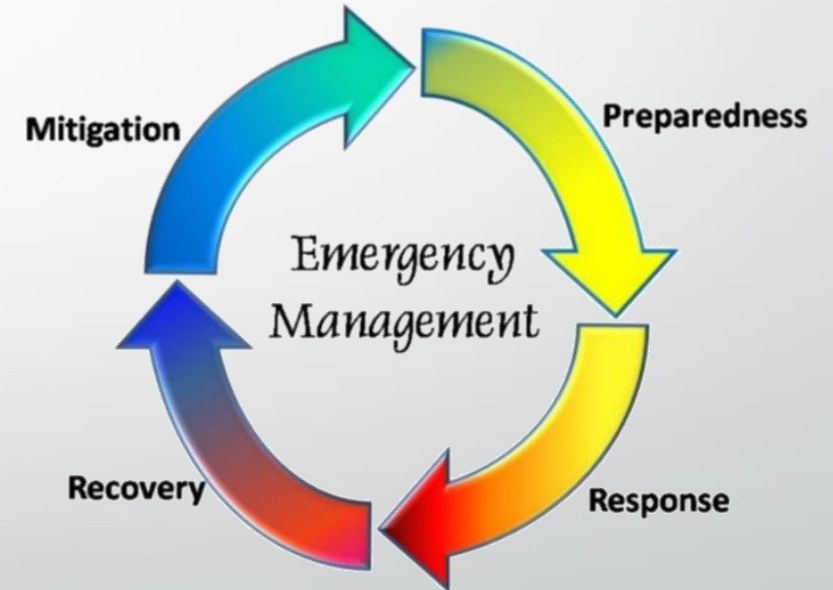 Mitigation
Preparedness
Emergency
Management
Recovery
Response